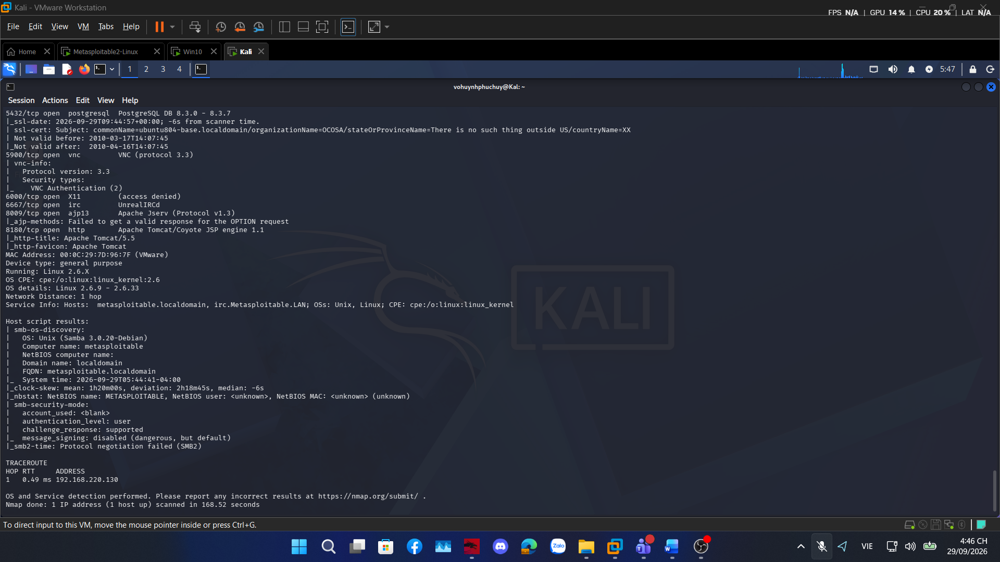 Kali - VMware Workstation
FPS N/A | GPU 14 % | CPU 20 % | LAT N/A
File Edit View VM Tabs Help
Home Metasploitable2-Linux Win10 Kali
1 2 3 4 5:47
vohuynhphuchuy@Kal: ~
Session Actions Edit View Help
5432/tcp open  postgresql  PostgreSQL DB 8.3.0 - 8.3.7
|_ssl-date: 2026-09-29T09:44:57+00:00; -6s from scanner time.
| ssl-cert: Subject: commonName=ubuntu804-base.localdomain/organizationName=OCOSA/stateOrProvinceName=There is no such thing outside US/countryName=XX
| Not valid before: 2010-03-17T14:07:45
|_Not valid after:  2010-04-16T14:07:45
5900/tcp open  vnc         VNC (protocol 3.3)
| vnc-info:
|   Protocol version: 3.3
|   Security types:
|_    VNC Authentication (2)
6000/tcp open  X11         (access denied)
6667/tcp open  irc         UnrealIRCd
8009/tcp open  ajp13       Apache Jserv (Protocol v1.3)
|_ajp-methods: Failed to get a valid response for the OPTION request
8180/tcp open  http        Apache Tomcat/Coyote JSP engine 1.1
|_http-title: Apache Tomcat/5.5
|_http-favicon: Apache Tomcat
MAC Address: 00:0C:29:7D:96:7F (VMware)
Device type: general purpose
Running: Linux 2.6.X
OS CPE: cpe:/o:linux:linux_kernel:2.6
OS details: Linux 2.6.9 - 2.6.33
Network Distance: 1 hop
Service Info: Hosts:  metasploitable.localdomain, irc.Metasploitable.LAN; OSs: Unix, Linux; CPE: cpe:/o:linux:linux_kernel
KALI
Host script results:
| smb-os-discovery:
|   OS: Unix (Samba 3.0.20-Debian)
|   Computer name: metasploitable
|   NetBIOS computer name:
|   Domain name: localdomain
|   FQDN: metasploitable.localdomain
|_  System time: 2026-09-29T05:44:41-04:00
|_clock-skew: mean: 1h20m00s, deviation: 2h18m45s, median: -6s
|_nbstat: NetBIOS name: METASPLOITABLE, NetBIOS user: <unknown>, NetBIOS MAC: <unknown> (unknown)
| smb-security-mode:
|   account_used: <blank>
|   authentication_level: user
|   challenge_response: supported
|_  message_signing: disabled (dangerous, but default)
|_smb2-time: Protocol negotiation failed (SMB2)
TRACEROUTE
HOP RTT     ADDRESS
1   0.49 ms 192.168.220.130
OS and Service detection performed. Please report any incorrect results at https://nmap.org/submit/ .
Nmap done: 1 IP address (1 host up) scanned in 168.52 seconds
To direct input to this VM, move the mouse pointer inside or press Ctrl+G.
Zalo
VIE
4:46 CH
29/09/2026